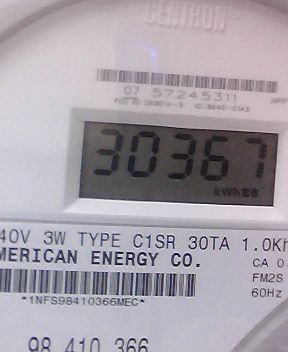 CENTRON
07 57245311
30367
kWh
40V 3W TYPE C1SR 30TA 1.0Kh
MERICAN ENERGY CO.
CA 0
FM2S
*1NFS98410366MEC*
60Hz
98 410 366